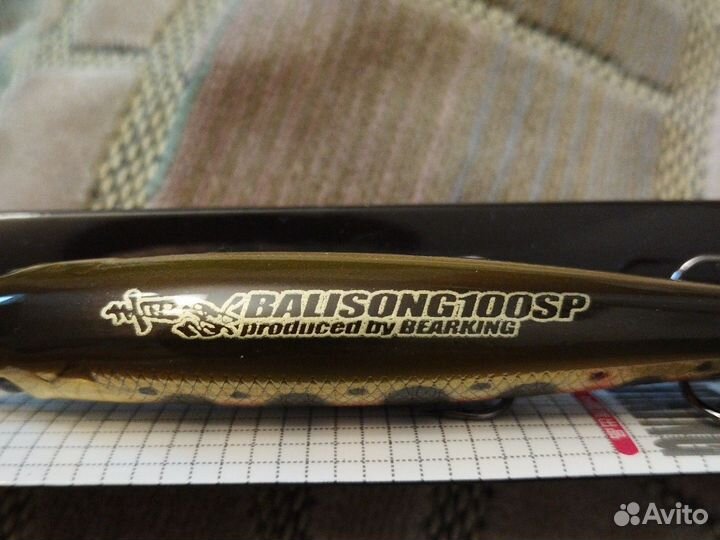 BALISONG100SP
produced by BEARKING
Avito